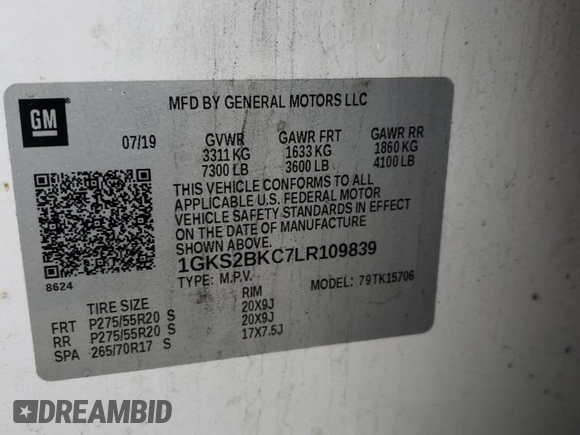 GM
MFD BY GENERAL MOTORS LLC
07/19 GVWR GAWR FRT GAWR RR
3311 KG 1633 KG 1860 KG
7300 LB 3600 LB 4100 LB
THIS VEHICLE CONFORMS TO ALL
APPLICABLE U.S. FEDERAL MOTOR
VEHICLE SAFETY STANDARDS IN EFFECT
ON THE DATE OF MANUFACTURE
SHOWN ABOVE.
1GKS2BKC7LR109839
8624 TYPE: M.P.V. MODEL: 79TK15706
TIRE SIZE RIM
FRT P275/55R20 S 20X9J
RR P275/55R20 S 20X9J
SPA 265/70R17 S 17X7.5J
DREAMBID